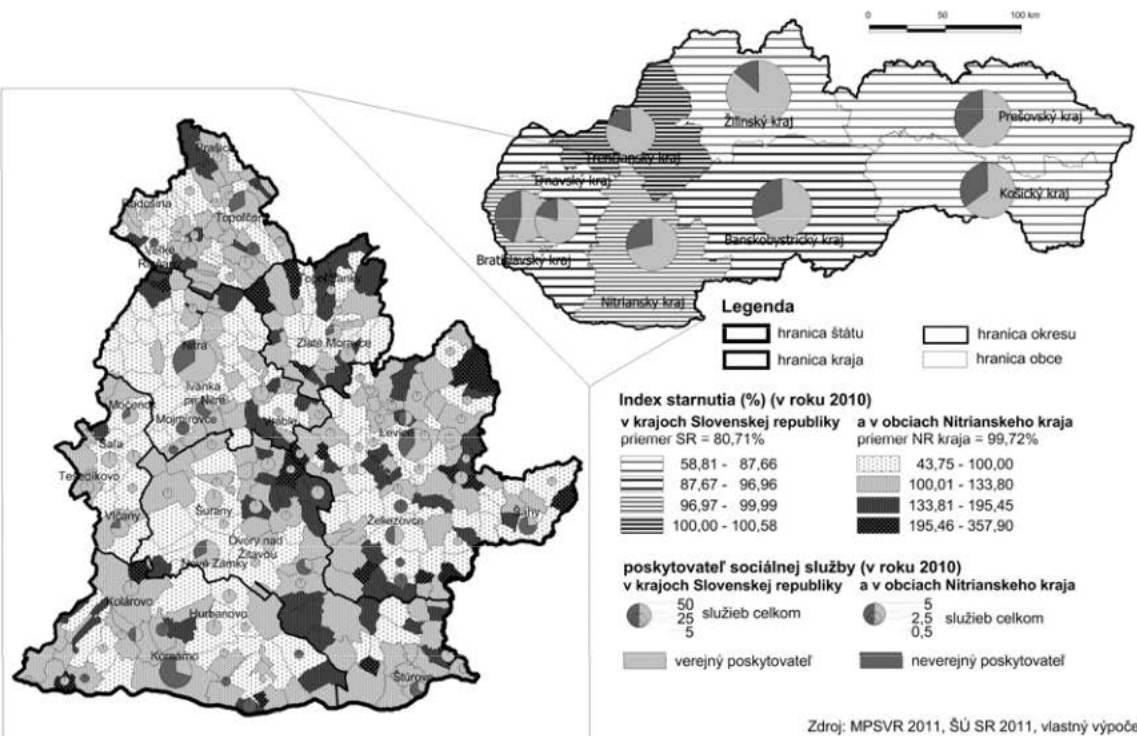 0 50 100 km
Žilinský kraj
Prešovský kraj
Trenčiansky kraj
Trnavský kraj
Košický kraj
Banskobystrický kraj
Bratislavský kraj
Nitriansky kraj
Prašice
Radošina
Topoľčany
Veľké
Ripňany
Topoľčianky
Zlaté Moravce
Nitra
Ivanka
pri Nitre
Močenok
Mojmírovce
Vráble
Levice
Šaľa
Tešedíkovo
Vlčany
Šurany
Želiezovce
Šahy
Dvory nad
Žitavou
Nové Zámky
Kolárovo
Hurbanovo
Komárno
Štúrovo
Legenda
hranica štátu
hranica okresu
hranica kraja
hranica obce
Index starnutia (%) (v roku 2010)
v krajoch Slovenskej republiky
priemer SR = 80,71%
58,81 - 87,66
87,67 - 96,96
96,97 - 99,99
100,00 - 100,58
a v obciach Nitrianskeho kraja
priemer NR kraja = 99,72%
43,75 - 100,00
100,01 - 133,80
133,81 - 195,45
195,46 - 357,90
poskytovateľ sociálnej služby (v roku 2010)
v krajoch Slovenskej republiky
50
25 služieb celkom
5
a v obciach Nitrianskeho kraja
5
2,5 služieb celkom
0,5
verejný poskytovateľ
neverejný poskytovateľ
Zdroj: MPSVR 2011, ŠÚ SR 2011, vlastný výpoče